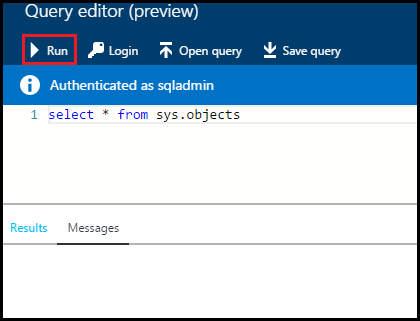 Query editor (preview)
Run Login Open query Save query
Authenticated as sqladmin
1 select * from sys.objects
Results Messages